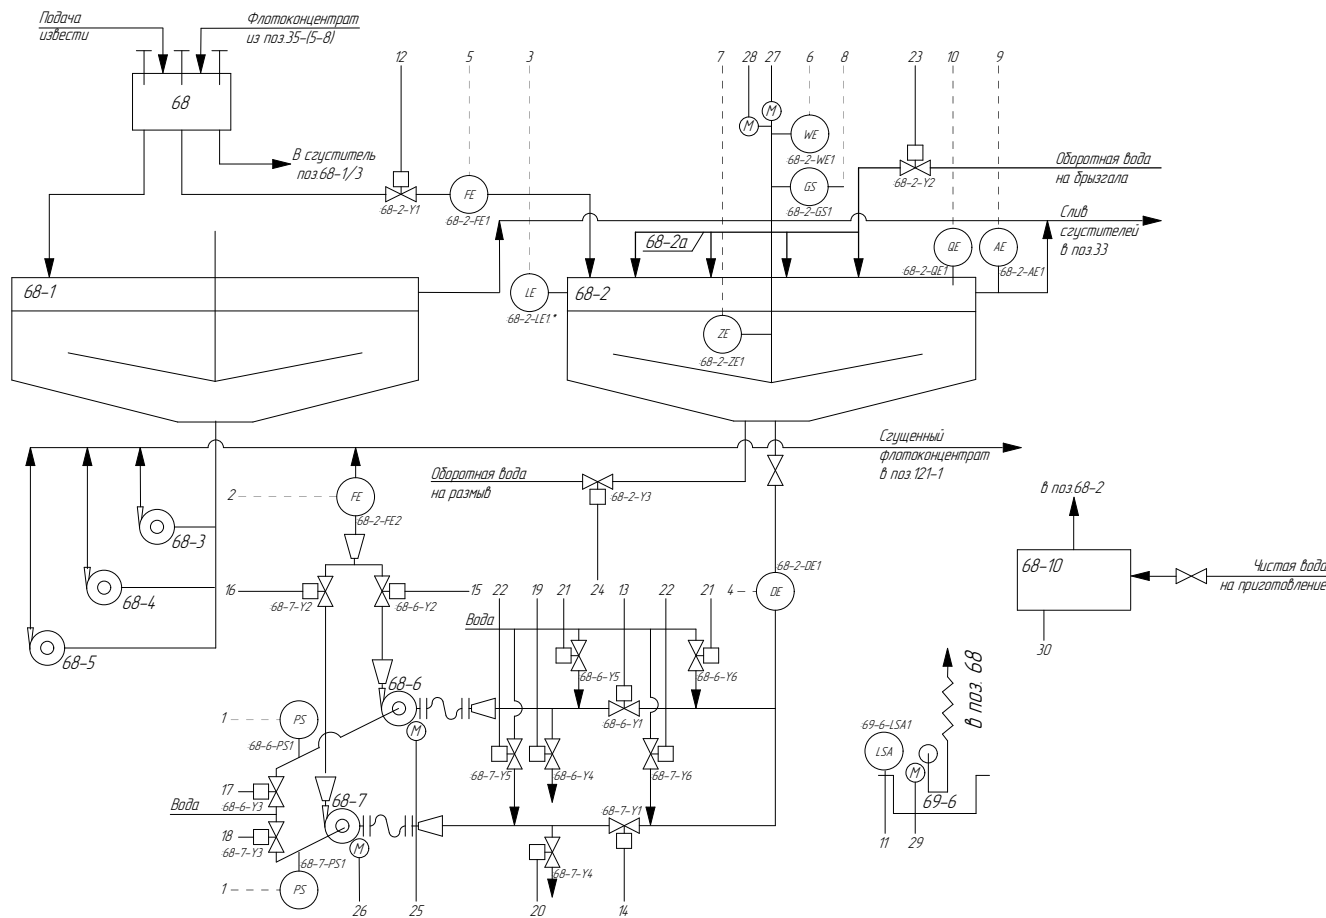 Подача
извести
Флотоконцентрат
из поз.35-(5-8)
68
В сгуститель
поз.68-1/3
12
5
3
7
28
27
6
8
23
10
9
68-2-Y1
FE
68-2-FE1
M
M
WE
68-2-WE1
GS
68-2-GS1
68-2-Y2
Оборотная вода
на брызгала
Слив
сгустителей
в поз.33
68-2а
QE
68-2-QE1
AE
68-2-AE1
68-1
LE
68-2-LE1*
68-2
ZE
68-2-ZE1
Сгущенный
флотоконцентрат
в поз.121-1
Оборотная вода
на размыв
68-2-Y3
2
FE
68-2-FE2
68-3
68-4
68-5
в поз.68-2
68-10
Чистая вода
на приготовление
30
16
68-7-Y2
68-6-Y2
15
22
19
21
24
13
22
21
4
68-2-DE1
DE
Вода
68-6-Y5
68-6-Y6
68-6
M
1
PS
68-6-PS1
68-6-Y1
22
68-7-Y5
19
68-6-Y4
68-7-Y6
22
17
68-6-Y3
Вода
18
68-7-Y3
68-7
M
68-7-PS1
1
PS
26
25
68-7-Y1
68-7-Y4
20
14
69-6-LSA1
LSA
M
69-6
в поз. 68
11
29
21
21